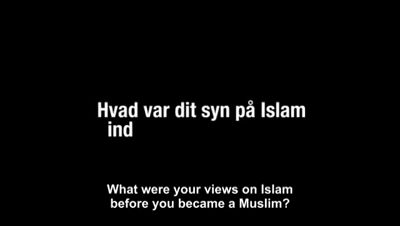 Hvad var dit syn på Islam
ind
What were your views on Islam
before you became a Muslim?